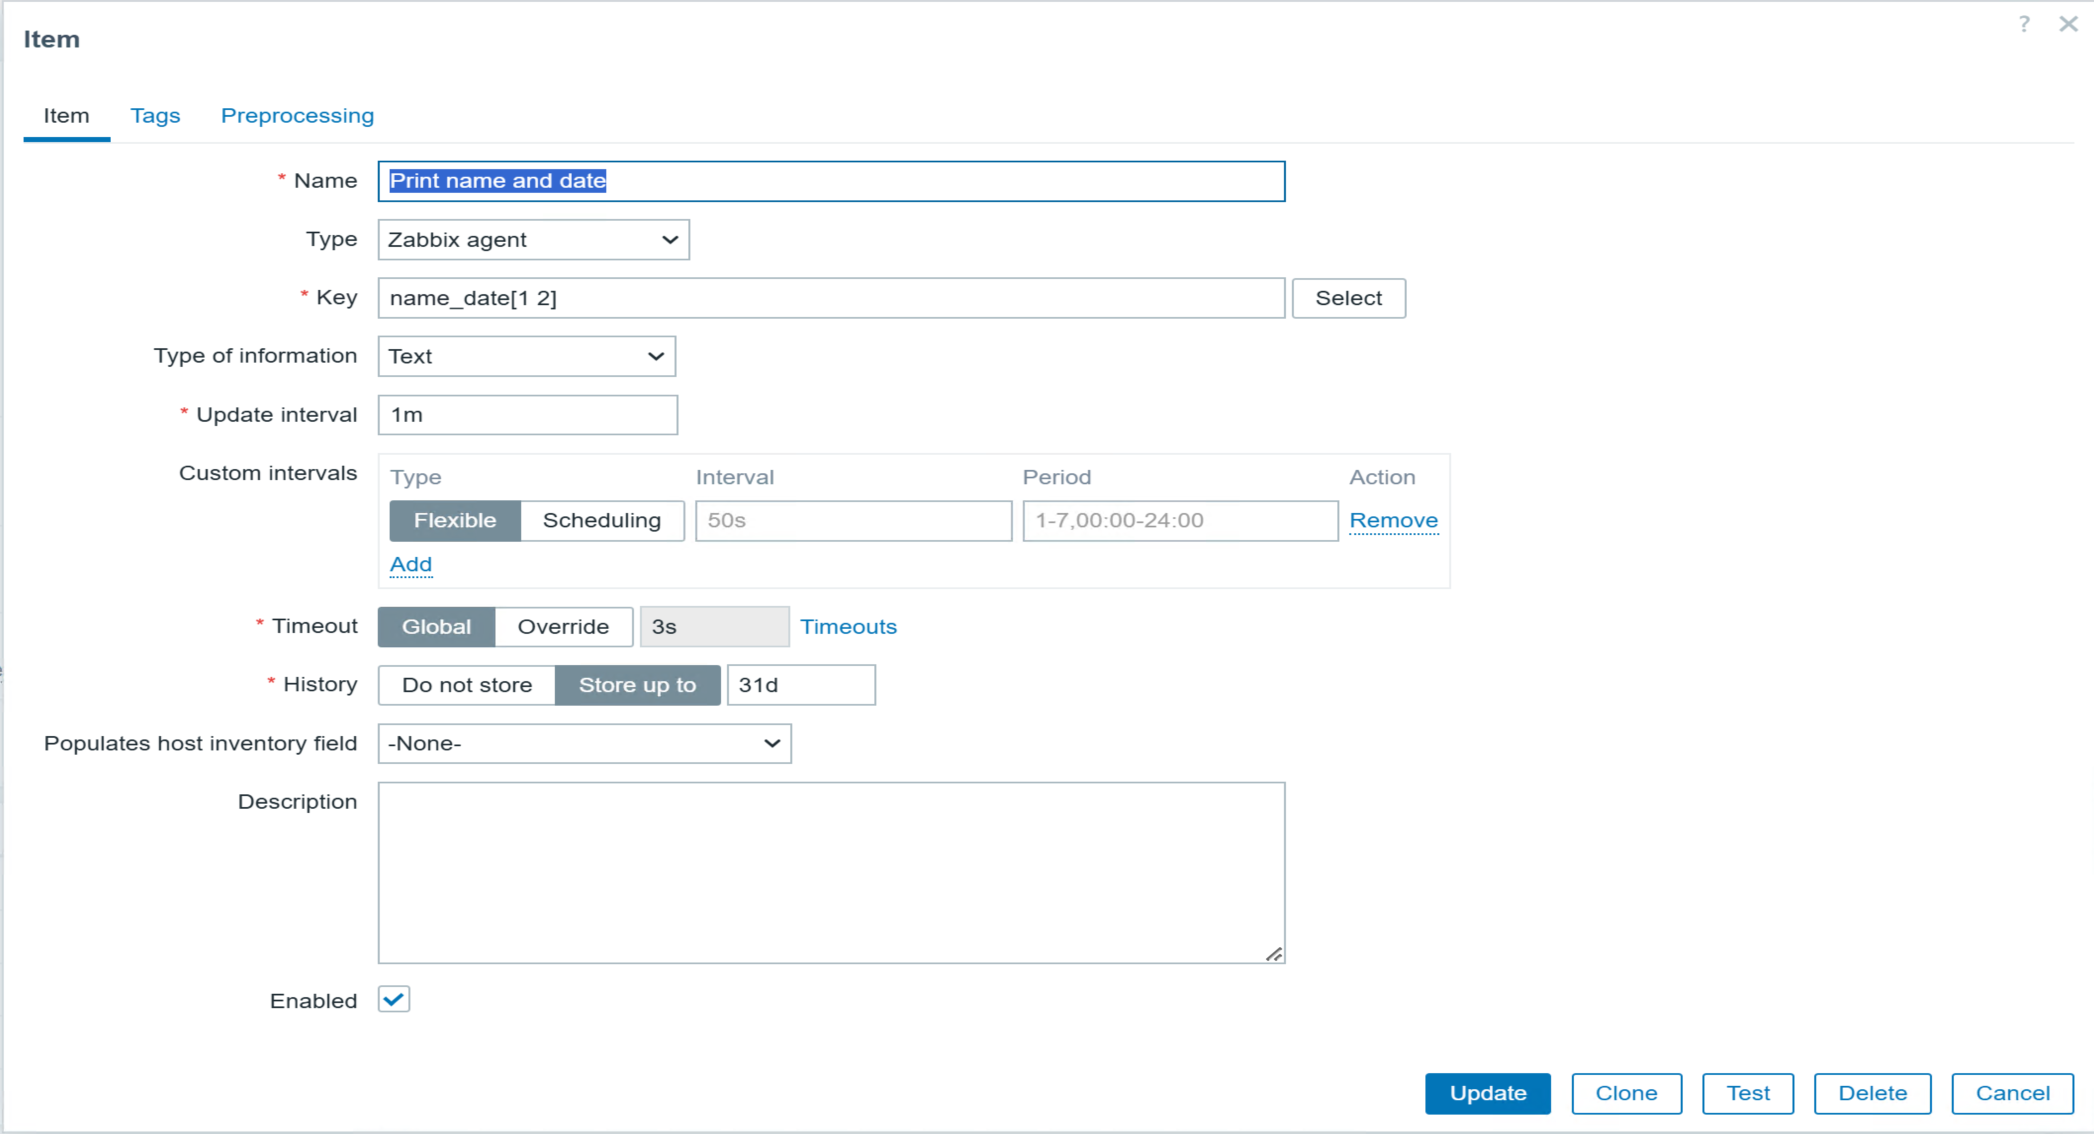 Item
?
Item Tags Preprocessing
* Name Print name and date
Type Zabbix agent
* Key name_date[1 2] Select
Type of information Text
* Update interval 1m
Custom intervals Type Interval Period Action
Flexible Scheduling 50s 1-7,00:00-24:00 Remove
Add
* Timeout Global Override 3s Timeouts
* History Do not store Store up to 31d
Populates host inventory field -None-
Description
Enabled
Update Clone Test Delete Cancel